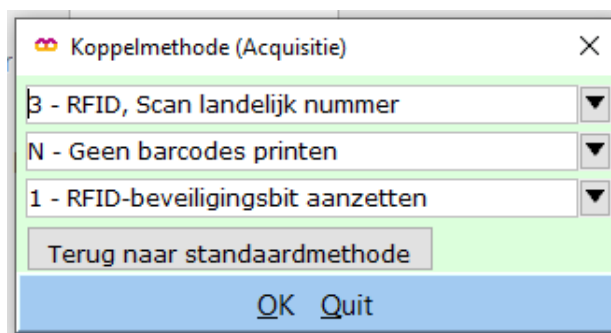 Koppelmethode (Acquisitie)
3 - RFID, Scan landelijk nummer
N - Geen barcodes printen
1 - RFID-beveiligingsbit aanzetten
Terug naar standaardmethode
OK Quit